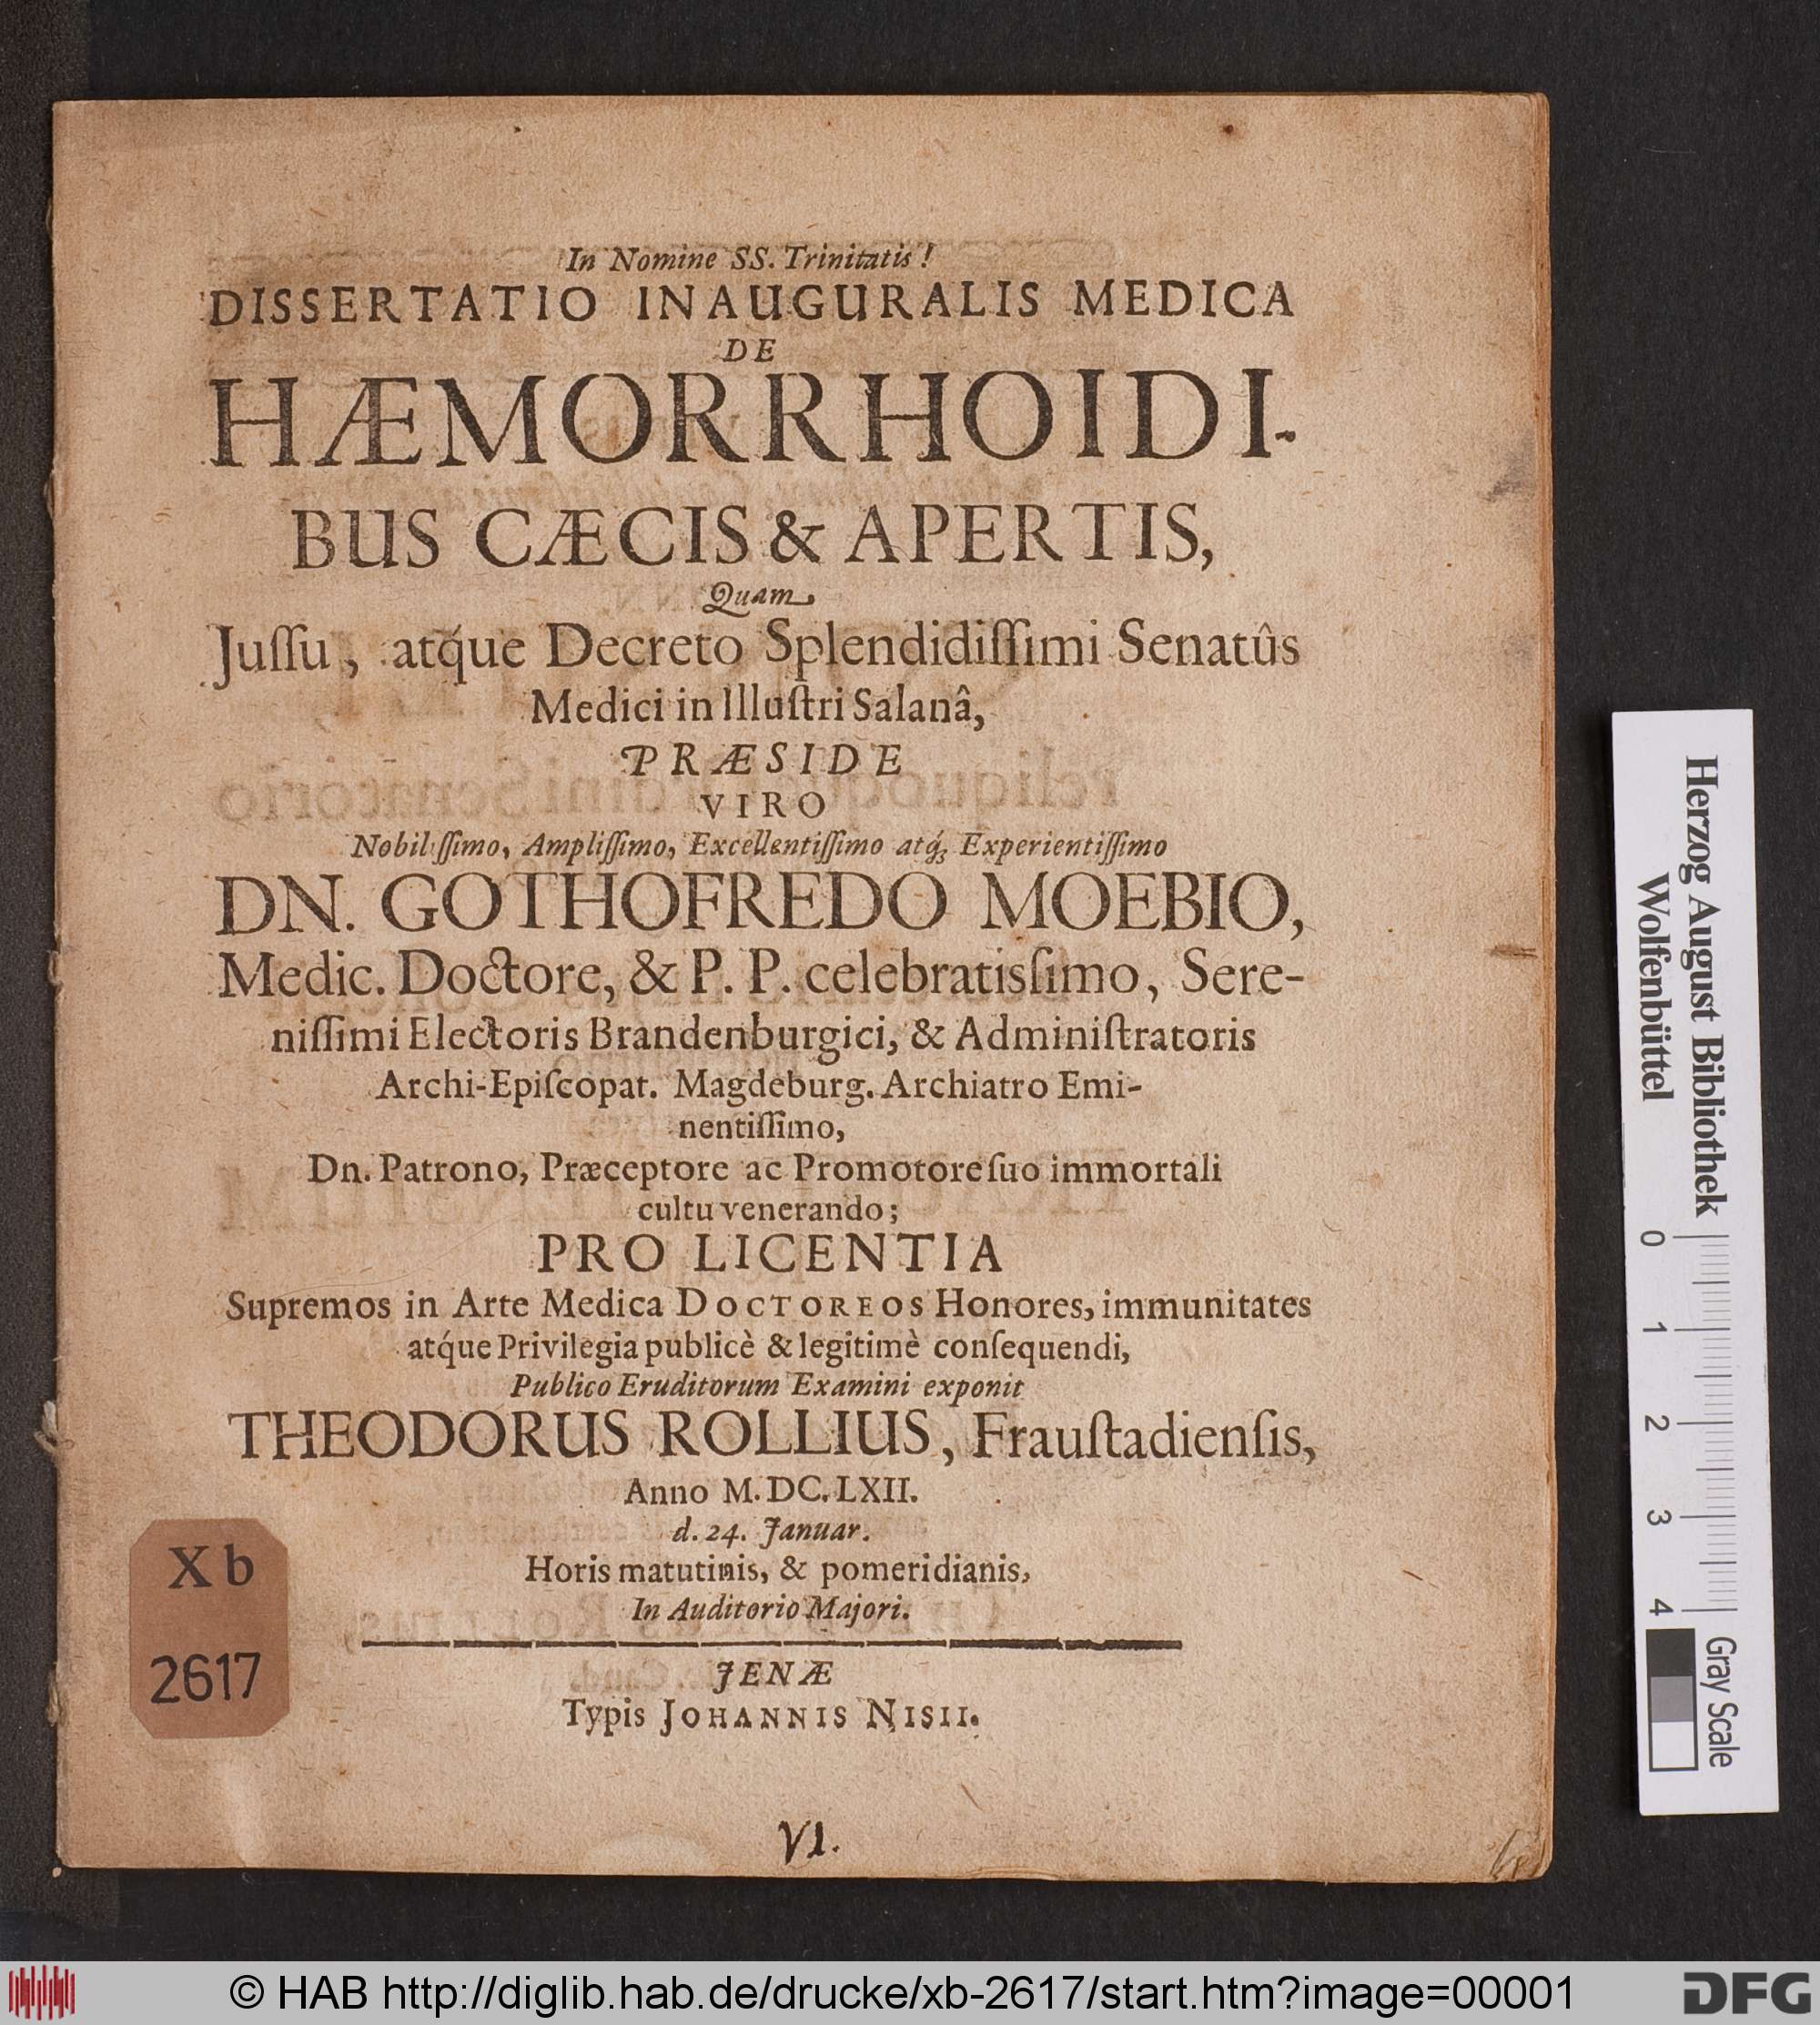 In Nomine SS. Trinitatis!
DISSERTATIO INAUGURALIS MEDICA
DE
HÆMORRHOIDI-
BUS CÆCIS & APERTIS,
Quam
Juſſu, atq́ue Decreto Splendidiſſimi Senatûs
Medici in Illuſtri Salanâ,
PRÆSIDE
VIRO
Nobiliſſimo, Ampliſſimo, Excellentiſſimo atq́; Experientiſſimo
DN. GOTHOFREDO MOEBIO,
Medic. Doctore, & P. P. celebratisſimo, Sere-
niſſimi Electoris Brandenburgici, & Adminiſtratoris
Archi-Epiſcopat. Magdeburg. Archiatro Emi-
nentiſſimo,
Dn. Patrono, Præceptore ac Promotore ſuo immortali
cultu venerando;
PRO LICENTIA
Supremos in Arte Medica DOCTOREOS Honores, immunitates
atq́ue Privilegia publicè & legitimè conſequendi,
Publico Eruditorum Examini exponit
THEODORUS ROLLIUS, Frauſtadienſis,
Anno M. DC. LXII.
d. 24. Januar.
Horis matutinis, & pomeridianis,
In Auditorio Majori.
JENÆ
Typis JOHANNIS NISII.
VI.
Xb
2617
Herzog August Bibliothek
Wolfenbüttel
0 1 2 3 4
Gray Scale
© HAB http://diglib.hab.de/drucke/xb-2617/start.htm?image=00001
DFG